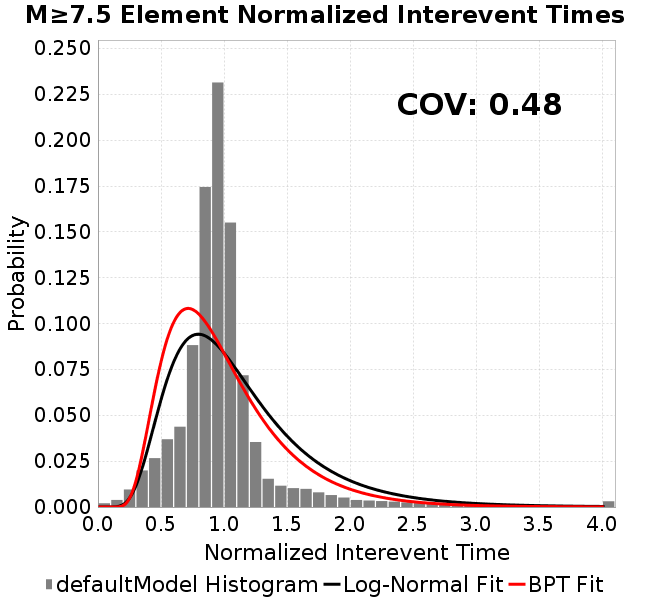 M≥7.5 Element Normalized Interevent Times
COV: 0.48
Probability
0.250
0.225
0.200
0.175
0.150
0.125
0.100
0.075
0.050
0.025
0.000
0.0 0.5 1.0 1.5 2.0 2.5 3.0 3.5 4.0
Normalized Interevent Time
defaultModel Histogram Log-Normal Fit BPT Fit